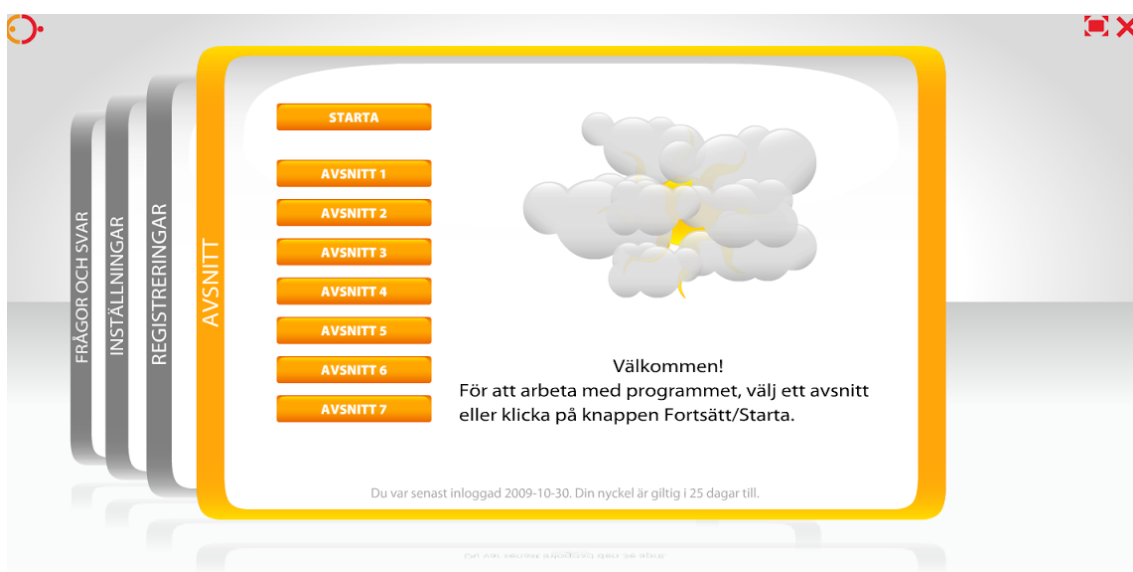 FRÅGOR OCH SVAR
INSTÄLLNINGAR
REGISTRERINGAR
AVSNITT
STARTA
AVSNITT 1
AVSNITT 2
AVSNITT 3
AVSNITT 4
AVSNITT 5
AVSNITT 6
AVSNITT 7
Välkommen!
För att arbeta med programmet, välj ett avsnitt
eller klicka på knappen Fortsätt/Starta.
Du var senast inloggad 2009-10-30. Din nyckel är giltig i 25 dagar till.